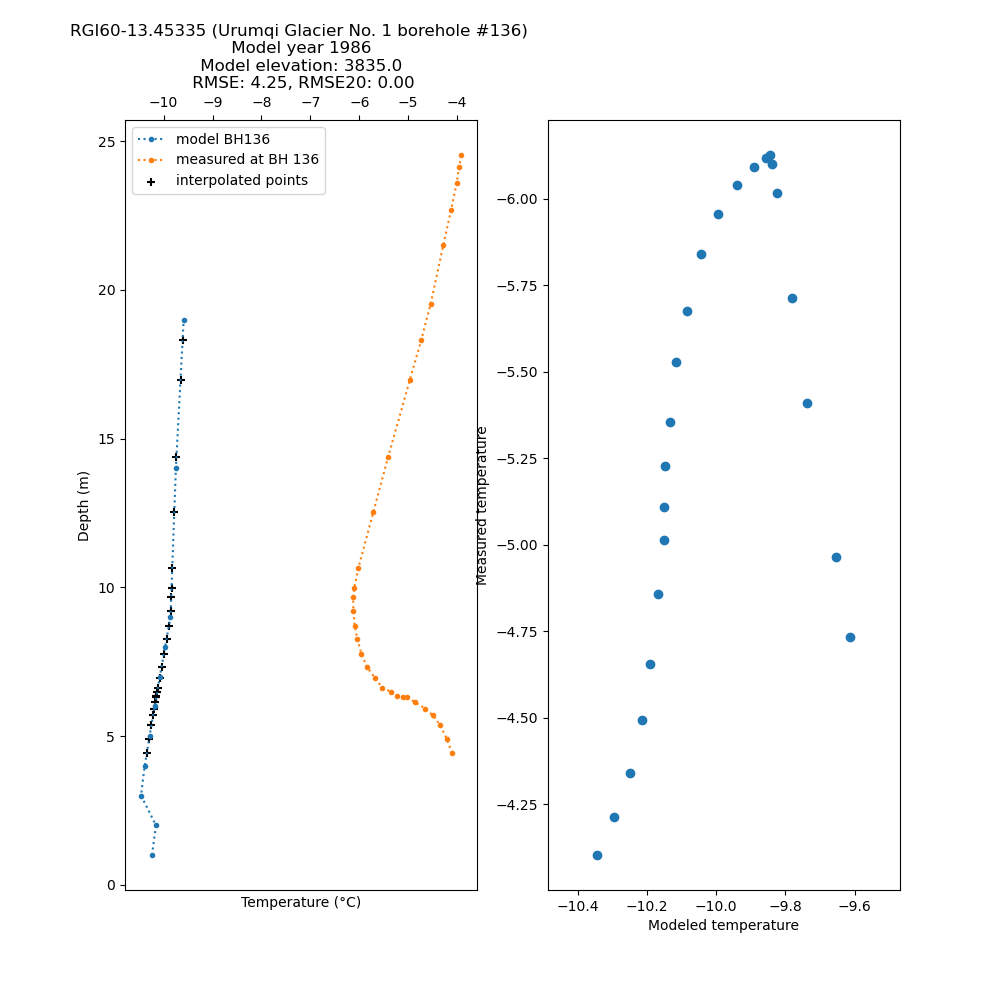 RGI60-13.45335 (Urumqi Glacier No. 1 borehole #136)
Model year 1986
Model elevation: 3835.0
RMSE: 4.25, RMSE20: 0.00
−10 −9 −8 −7 −6 −5 −4
model BH136
measured at BH 136
interpolated points
25
20
15
10
5
0
Depth (m)
Temperature (°C)
−6.00
−5.75
−5.50
−5.25
−5.00
−4.75
−4.50
−4.25
Measured temperature
−10.4 −10.2 −10.0 −9.8 −9.6
Modeled temperature